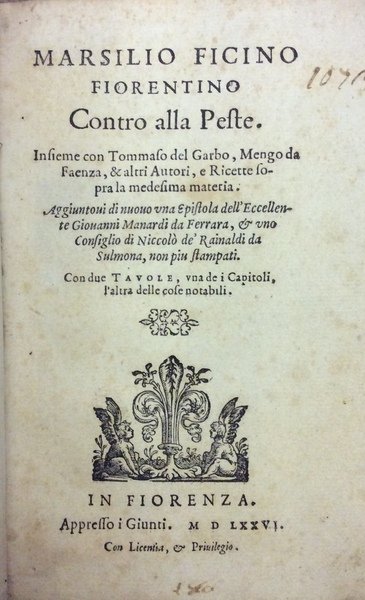 MARSILIO FICINO
FIORENTINO
Contro alla Peste.
Insieme con Tommaso del Garbo, Mengo da
Faenza, & altri Autori, e Ricette so-
pra la medesima materia.
Aggiuntoui di nuouo vna Epistola dell'Eccellen-
te Giouanni Manardi da Ferrara, & vno
Consiglio di Niccolò de' Rainaldi da
Sulmona, non piu stampati.
Con due TAVOLE, vna de i Capitoli,
l'altra delle cose notabili.
IN FIORENZA.
Appresso i Giunti. M D LXXVI.
Con Licentia, & Priuilegio.